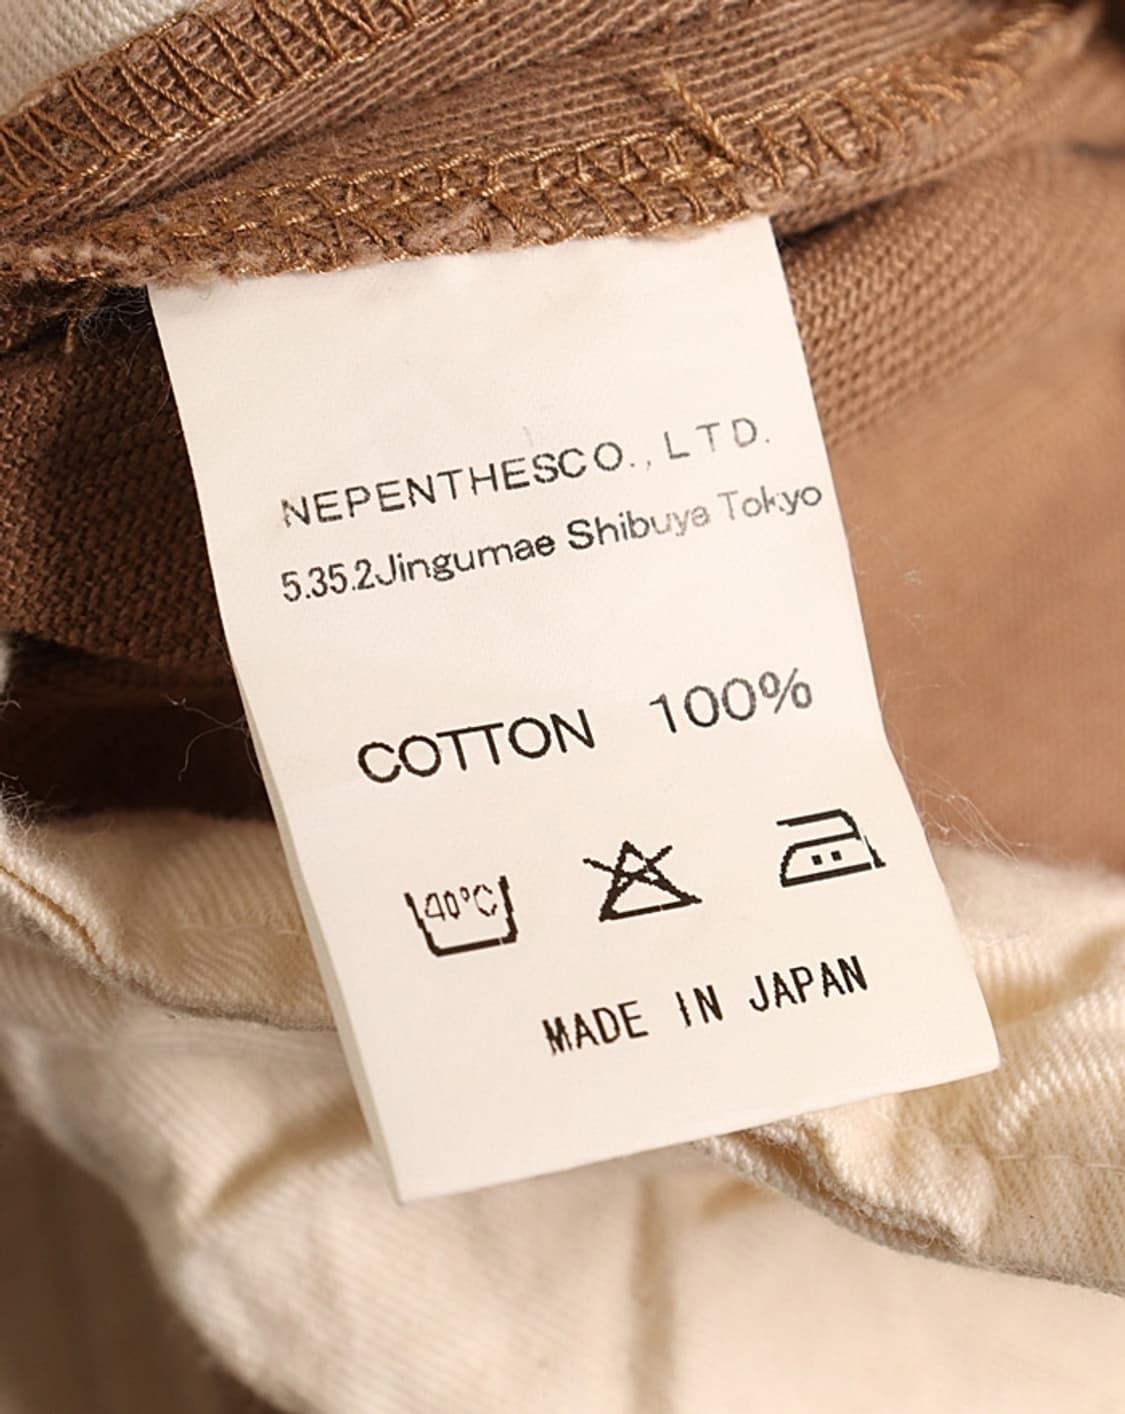 NEPENTHESCO.,LTD.
5.35.2Jingumae Shibuya Tokyo
COTTON 100%
40°C
MADE IN JAPAN